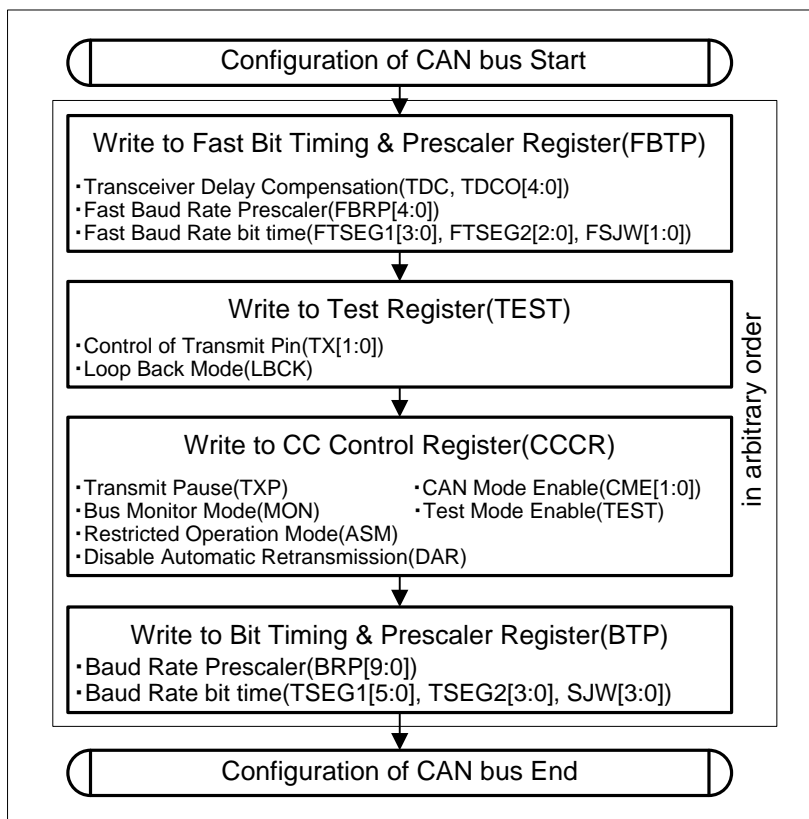 Configuration of CAN bus Start
Write to Fast Bit Timing & Prescaler Register(FBTP)
・Transceiver Delay Compensation(TDC, TDCO[4:0])
・Fast Baud Rate Prescaler(FBRP[4:0])
・Fast Baud Rate bit time(FTSEG1[3:0], FTSEG2[2:0], FSJW[1:0])
Write to Test Register(TEST)
・Control of Transmit Pin(TX[1:0])
・Loop Back Mode(LBCK)
Write to CC Control Register(CCCR)
・Transmit Pause(TXP)
・Bus Monitor Mode(MON)
・Restricted Operation Mode(ASM)
・Disable Automatic Retransmission(DAR)
・CAN Mode Enable(CME[1:0])
・Test Mode Enable(TEST)
Write to Bit Timing & Prescaler Register(BTP)
・Baud Rate Prescaler(BRP[9:0])
・Baud Rate bit time(TSEG1[5:0], TSEG2[3:0], SJW[3:0])
in arbitrary order
Configuration of CAN bus End